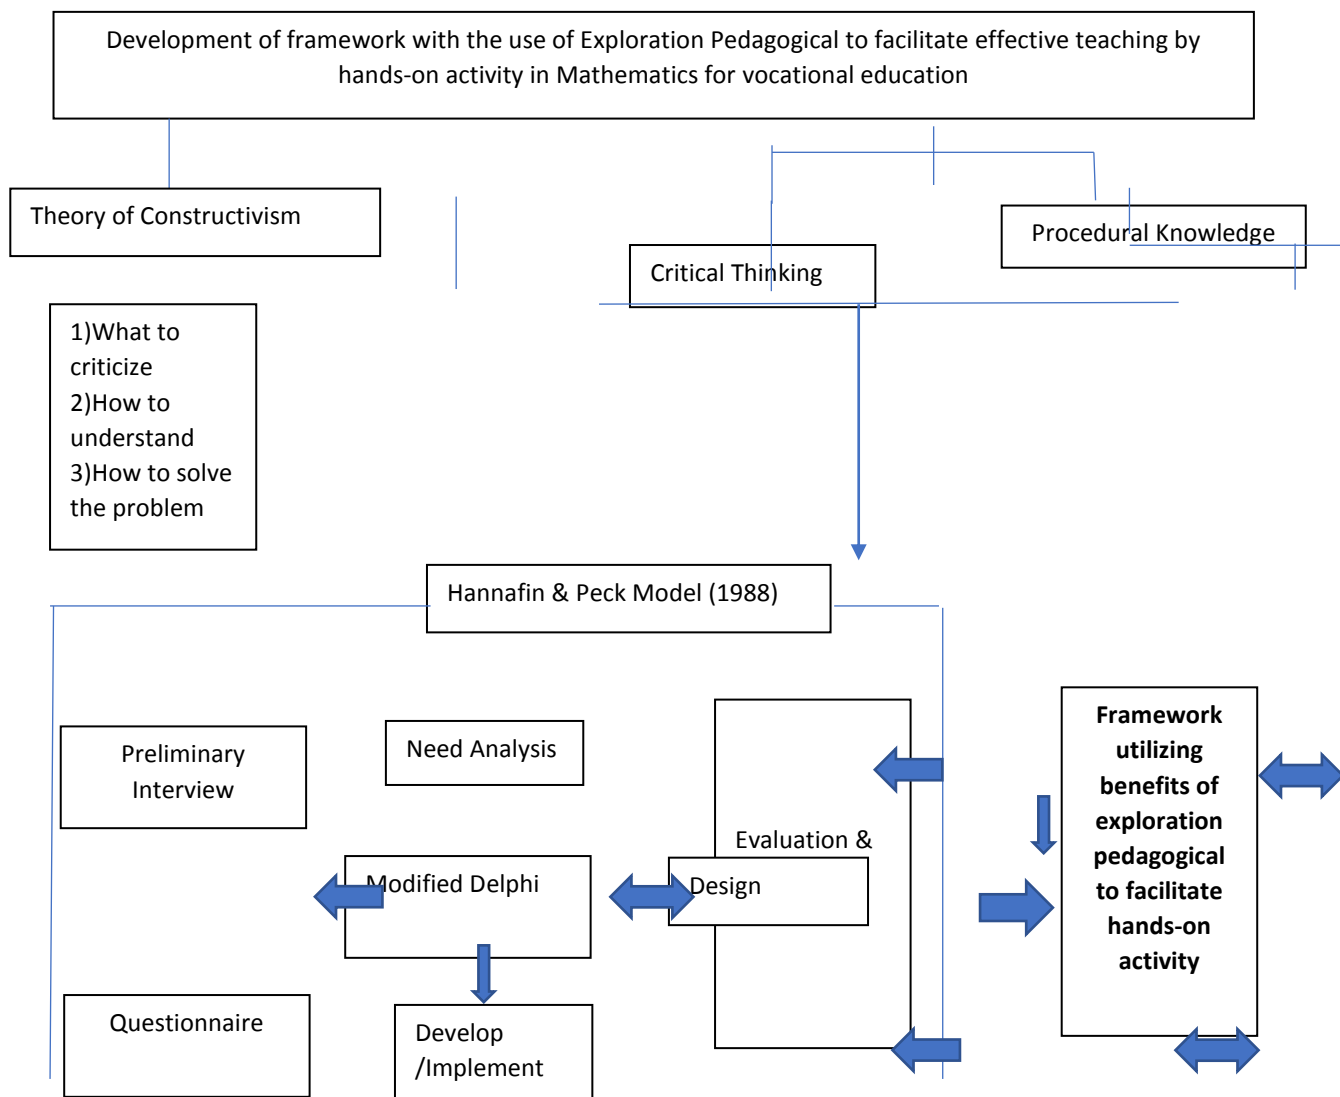 Development of framework with the use of Exploration Pedagogical to facilitate effective teaching by
hands-on activity in Mathematics for vocational education
Theory of Constructivism
Procedural Knowledge
Critical Thinking
1)What to
criticize
2)How to
understand
3)How to solve
the problem
Hannafin & Peck Model (1988)
Preliminary
Interview
Need Analysis
Evaluation &
Modified Delphi
Design
Questionnaire
Develop
/Implement
Framework
utilizing
benefits of
exploration
pedagogical
to facilitate
hands-on
activity